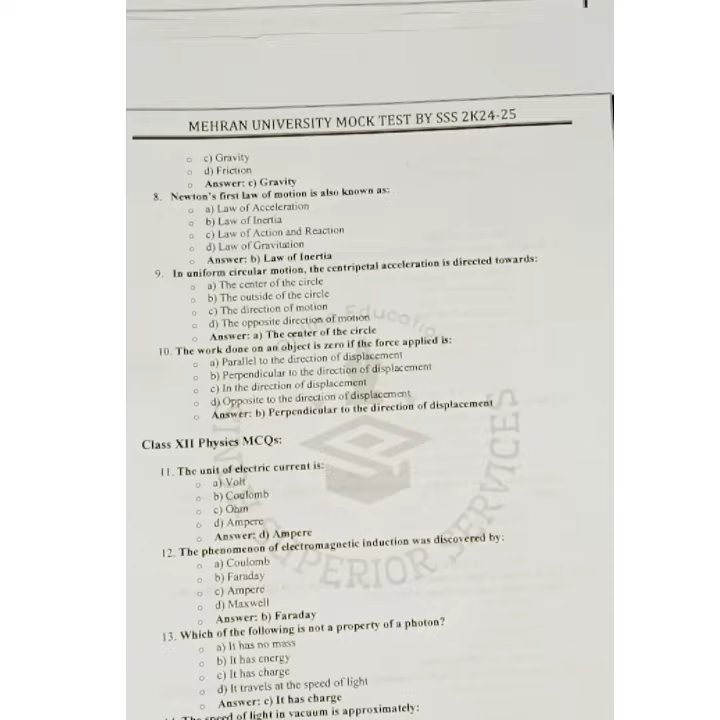 MEHRAN UNIVERSITY MOCK TEST BY SSS 2K24-25
c) Gravity
d) Friction
Answer: c) Gravity
8. Newton's first law of motion is also known as:
a) Law of Acceleration
b) Law of Inertia
c) Law of Action and Reaction
d) Law of Gravitation
Answer: b) Law of Inertia
9. In uniform circular motion, the centripetal acceleration is directed towards:
a) The center of the circle
b) The outside of the circle
c) The direction of motion
d) The opposite direction of motion
Answer: a) The center of the circle
10. The work done on an object is zero if the force applied is:
a) Parallel to the direction of displacement
b) Perpendicular to the direction of displacement
c) In the direction of displacement
d) Opposite to the direction of displacement
Answer: b) Perpendicular to the direction of displacement
Class XII Physics MCQs:
11. The unit of electric current is:
a) Volt
b) Coulomb
c) Ohm
d) Ampere
Answer: d) Ampere
12. The phenomenon of electromagnetic induction was discovered by:
a) Coulomb
b) Faraday
c) Ampere
d) Maxwell
Answer: b) Faraday
13. Which of the following is not a property of a photon?
a) It has no mass
b) It has energy
c) It has charge
d) It travels at the speed of light
Answer: c) It has charge
The speed of light in vacuum is approximately:
SUPERIOR SERVICES